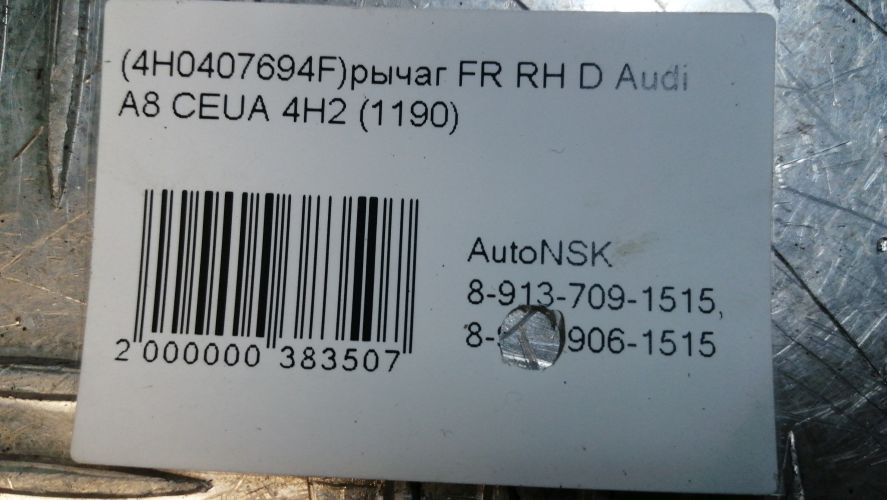 (4H0407694F)рычаг FR RH D Audi
A8 CEUA 4H2 (1190)
AutoNSK
8-913-709-1515,
906-1515
2 000000 383507